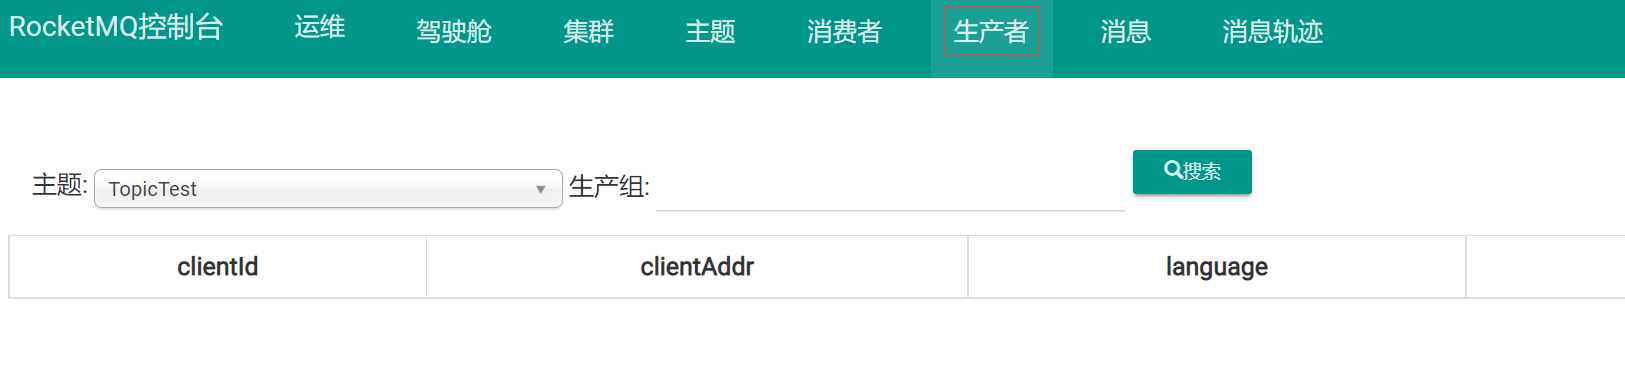 RocketMQ控制台 运维 驾驶舱 集群 主题 消费者 生产者 消息 消息轨迹
主题: TopicTest 生产组: 搜索
clientId clientAddr language